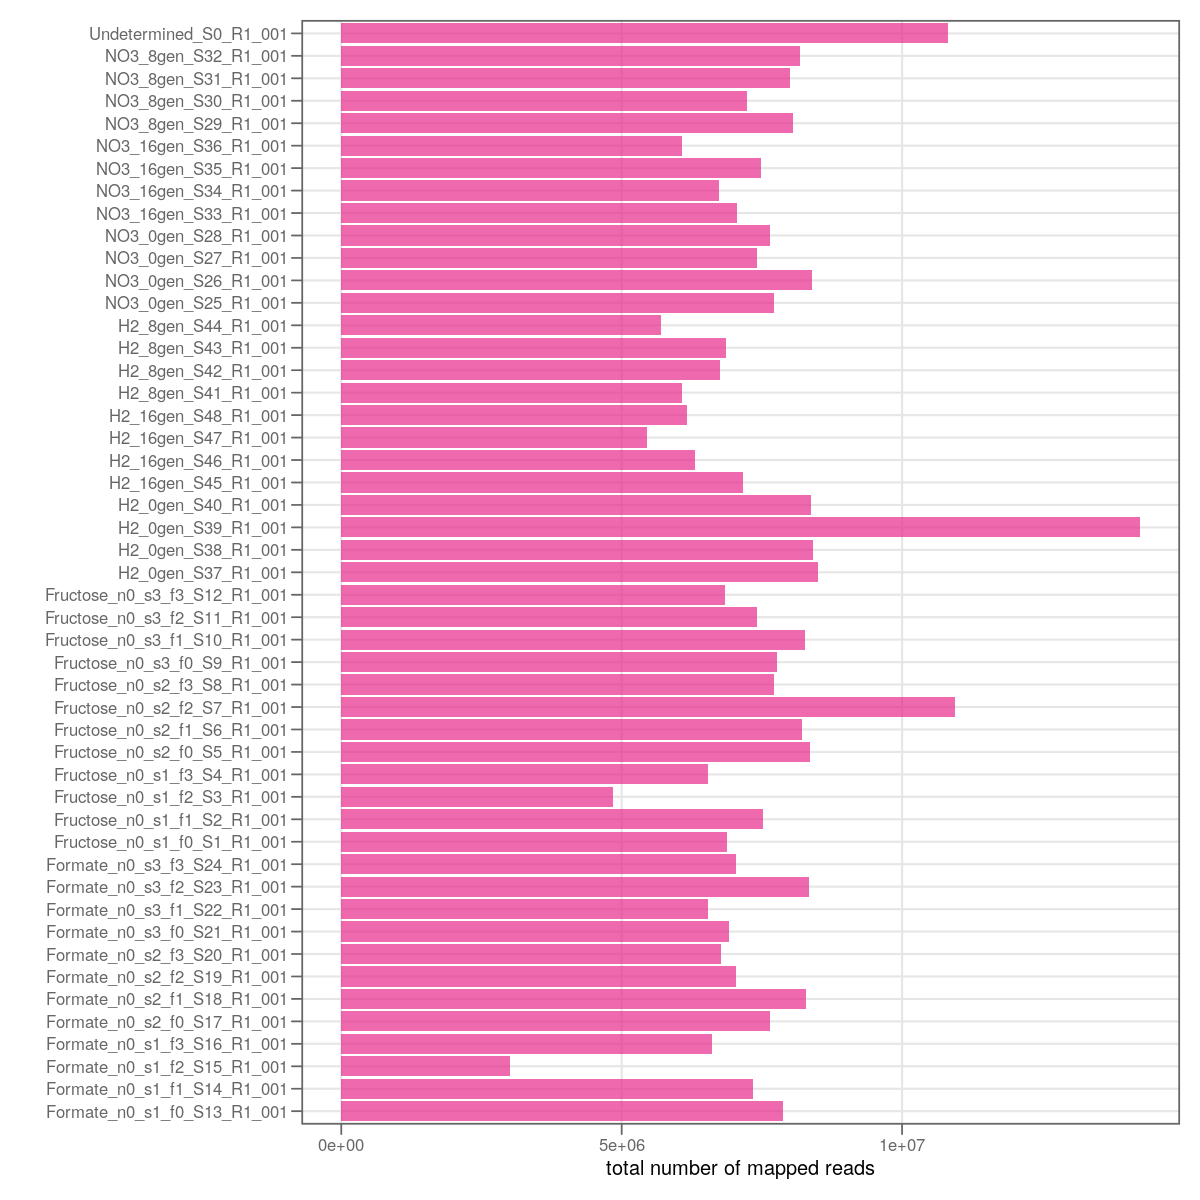 Undetermined_S0_R1_001
NO3_8gen_S32_R1_001
NO3_8gen_S31_R1_001
NO3_8gen_S30_R1_001
NO3_8gen_S29_R1_001
NO3_16gen_S36_R1_001
NO3_16gen_S35_R1_001
NO3_16gen_S34_R1_001
NO3_16gen_S33_R1_001
NO3_0gen_S28_R1_001
NO3_0gen_S27_R1_001
NO3_0gen_S26_R1_001
NO3_0gen_S25_R1_001
H2_8gen_S44_R1_001
H2_8gen_S43_R1_001
H2_8gen_S42_R1_001
H2_8gen_S41_R1_001
H2_16gen_S48_R1_001
H2_16gen_S47_R1_001
H2_16gen_S46_R1_001
H2_16gen_S45_R1_001
H2_0gen_S40_R1_001
H2_0gen_S39_R1_001
H2_0gen_S38_R1_001
H2_0gen_S37_R1_001
Fructose_n0_s3_f3_S12_R1_001
Fructose_n0_s3_f2_S11_R1_001
Fructose_n0_s3_f1_S10_R1_001
Fructose_n0_s3_f0_S9_R1_001
Fructose_n0_s2_f3_S8_R1_001
Fructose_n0_s2_f2_S7_R1_001
Fructose_n0_s2_f1_S6_R1_001
Fructose_n0_s2_f0_S5_R1_001
Fructose_n0_s1_f3_S4_R1_001
Fructose_n0_s1_f2_S3_R1_001
Fructose_n0_s1_f1_S2_R1_001
Fructose_n0_s1_f0_S1_R1_001
Formate_n0_s3_f3_S24_R1_001
Formate_n0_s3_f2_S23_R1_001
Formate_n0_s3_f1_S22_R1_001
Formate_n0_s3_f0_S21_R1_001
Formate_n0_s2_f3_S20_R1_001
Formate_n0_s2_f2_S19_R1_001
Formate_n0_s2_f1_S18_R1_001
Formate_n0_s2_f0_S17_R1_001
Formate_n0_s1_f3_S16_R1_001
Formate_n0_s1_f2_S15_R1_001
Formate_n0_s1_f1_S14_R1_001
Formate_n0_s1_f0_S13_R1_001
0e+00 5e+06 1e+07
total number of mapped reads